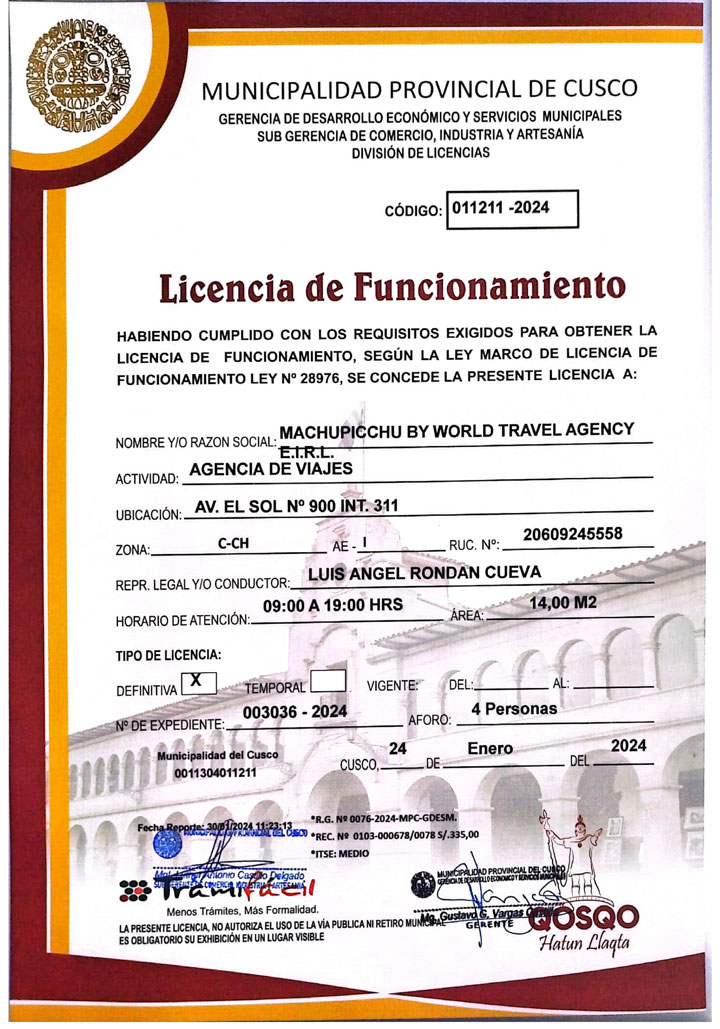 MUNICIPALIDAD PROVINCIAL DE CUSCO
GERENCIA DE DESARROLLO ECONÓMICO Y SERVICIOS MUNICIPALES
SUB GERENCIA DE COMERCIO, INDUSTRIA Y ARTESANÍA
DIVISIÓN DE LICENCIAS
CÓDIGO: 011211 -2024
Licencia de Funcionamiento
HABIENDO CUMPLIDO CON LOS REQUISITOS EXIGIDOS PARA OBTENER LA
LICENCIA DE FUNCIONAMIENTO, SEGÚN LA LEY MARCO DE LICENCIA DE
FUNCIONAMIENTO LEY Nº 28976, SE CONCEDE LA PRESENTE LICENCIA A:
NOMBRE Y/O RAZON SOCIAL: MACHUPICCHU BY WORLD TRAVEL AGENCY
E.I.R.L.
ACTIVIDAD: AGENCIA DE VIAJES
UBICACIÓN: AV. EL SOL Nº 900 INT. 311
ZONA: C-CH AE - I RUC. Nº: 20609245558
REPR. LEGAL Y/O CONDUCTOR: LUIS ANGEL RONDAN CUEVA
HORARIO DE ATENCIÓN: 09:00 A 19:00 HRS ÁREA: 14,00 M2
TIPO DE LICENCIA:
DEFINITIVA X TEMPORAL VIGENTE: DEL: AL:
Nº DE EXPEDIENTE: 003036 - 2024 AFORO: 4 Personas
Municipalidad del Cusco
0011304011211
CUSCO, 24 DE Enero DEL 2024
Fecha Reporte: 30/01/2024 11:23:13
*R.G. Nº 0076-2024-MPC-GDESM.
*REC. Nº 0103-000678/0078 S/.335,00
*ITSE: MEDIO
MUNICIPALIDAD PROVINCIAL DEL CUSCO
Antonio Castillo Delgado
SUB GERENTE DE COMERCIO, INDUSTRIA Y ARTESANIA
MUNICIPALIDAD PROVINCIAL DEL CUSCO
GERENCIA DE DESARROLLO ECONOMICO Y SERVICIOS MUNICIPALES
Mg. Gustavo G. Vargas
GERENTE
Tramifácil
Menos Trámites, Más Formalidad.
QOSQO
Hatun Llaqta
LA PRESENTE LICENCIA, NO AUTORIZA EL USO DE LA VÍA PUBLICA NI RETIRO MUNICIPAL
ES OBLIGATORIO SU EXHIBICIÓN EN UN LUGAR VISIBLE